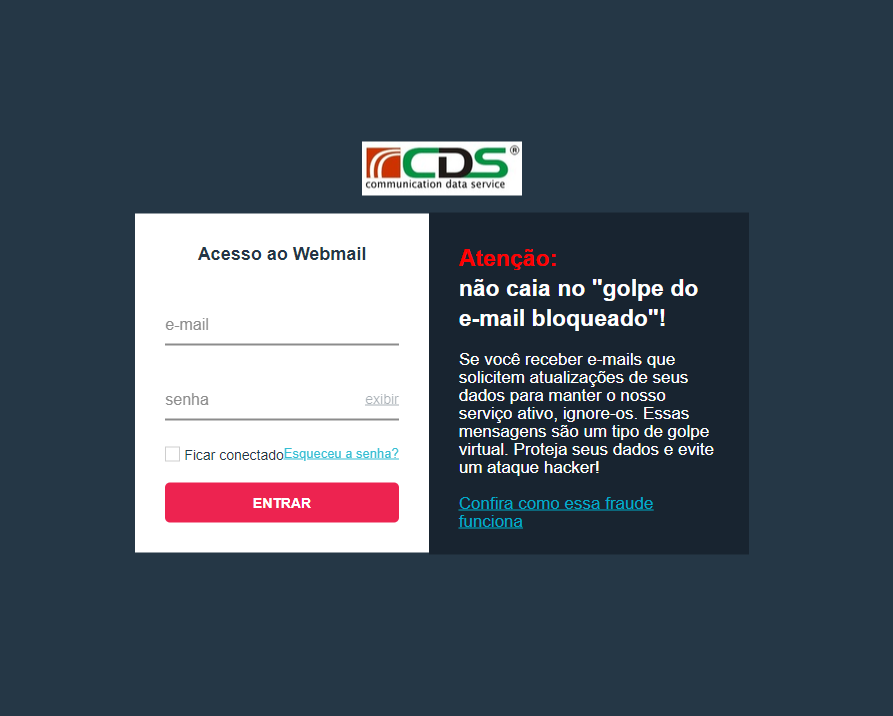 CDS®
communication data service
Acesso ao Webmail
e-mail
senha exibir
Ficar conectado Esqueceu a senha?
ENTRAR
Atenção:
não caia no "golpe do
e-mail bloqueado"!
Se você receber e-mails que
solicitem atualizações de seus
dados para manter o nosso
serviço ativo, ignore-os. Essas
mensagens são um tipo de golpe
virtual. Proteja seus dados e evite
um ataque hacker!
Confira como essa fraude
funciona